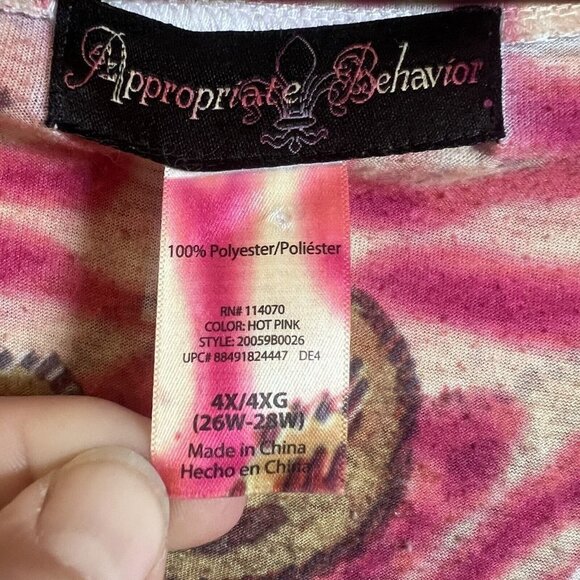 Appropriate Behavior
100% Polyester/Poliéster
RN# 114070
COLOR: HOT PINK
STYLE: 20059B0026
UPC# 88491824447 DE4
4X/4XG
(26W-28W)
Made in China
Hecho en China